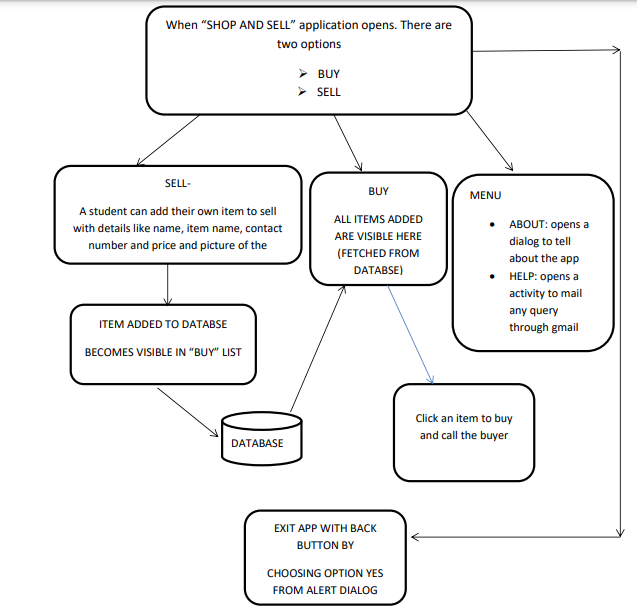 When “SHOP AND SELL” application opens. There are
two options
➢ BUY
➢ SELL
SELL-
A student can add their own item to sell
with details like name, item name, contact
number and price and picture of the
BUY
ALL ITEMS ADDED
ARE VISIBLE HERE
(FETCHED FROM
DATABSE)
MENU
• ABOUT: opens a
dialog to tell
about the app
• HELP: opens a
activity to mail
any query
through gmail
ITEM ADDED TO DATABSE
BECOMES VISIBLE IN “BUY” LIST
DATABASE
Click an item to buy
and call the buyer
EXIT APP WITH BACK
BUTTON BY
CHOOSING OPTION YES
FROM ALERT DIALOG